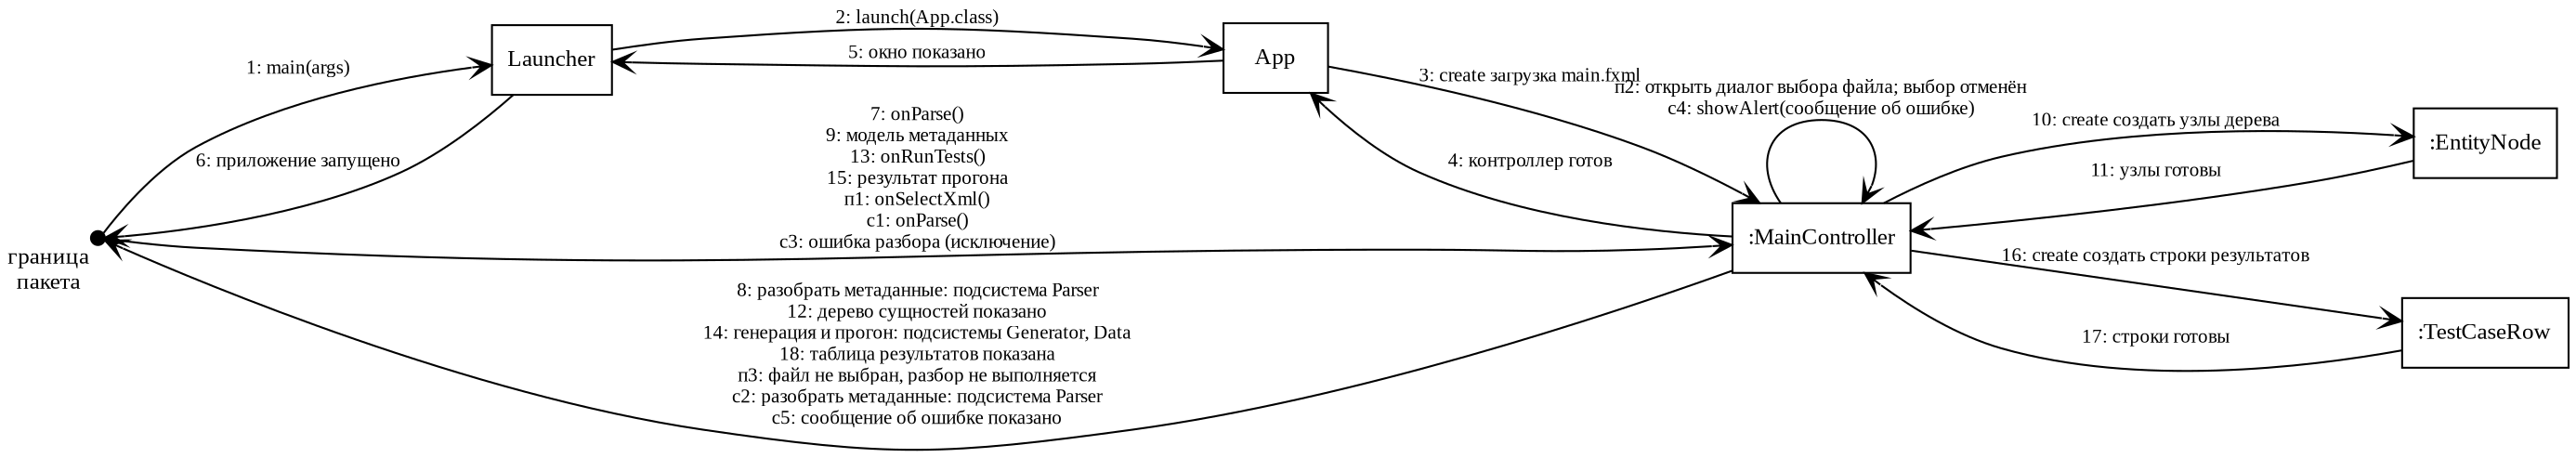 2: launch(App.class)
Launcher
5: окно показано
App
1: main(args)
3: create загрузка main.fxml
п2: открыть диалог выбора файла; выбор отменён
c4: showAlert(сообщение об ошибке)
7: onParse()
9: модель метаданных
13: onRunTests()
15: результат прогона
п1: onSelectXml()
c1: onParse()
c3: ошибка разбора (исключение)
10: create создать узлы дерева
:EntityNode
6: приложение запущено
4: контроллер готов
11: узлы готовы
граница
пакета
:MainController
16: create создать строки результатов
8: разобрать метаданные: подсистема Parser
12: дерево сущностей показано
14: генерация и прогон: подсистемы Generator, Data
18: таблица результатов показана
п3: файл не выбран, разбор не выполняется
c2: разобрать метаданные: подсистема Parser
c5: сообщение об ошибке показано
17: строки готовы
:TestCaseRow